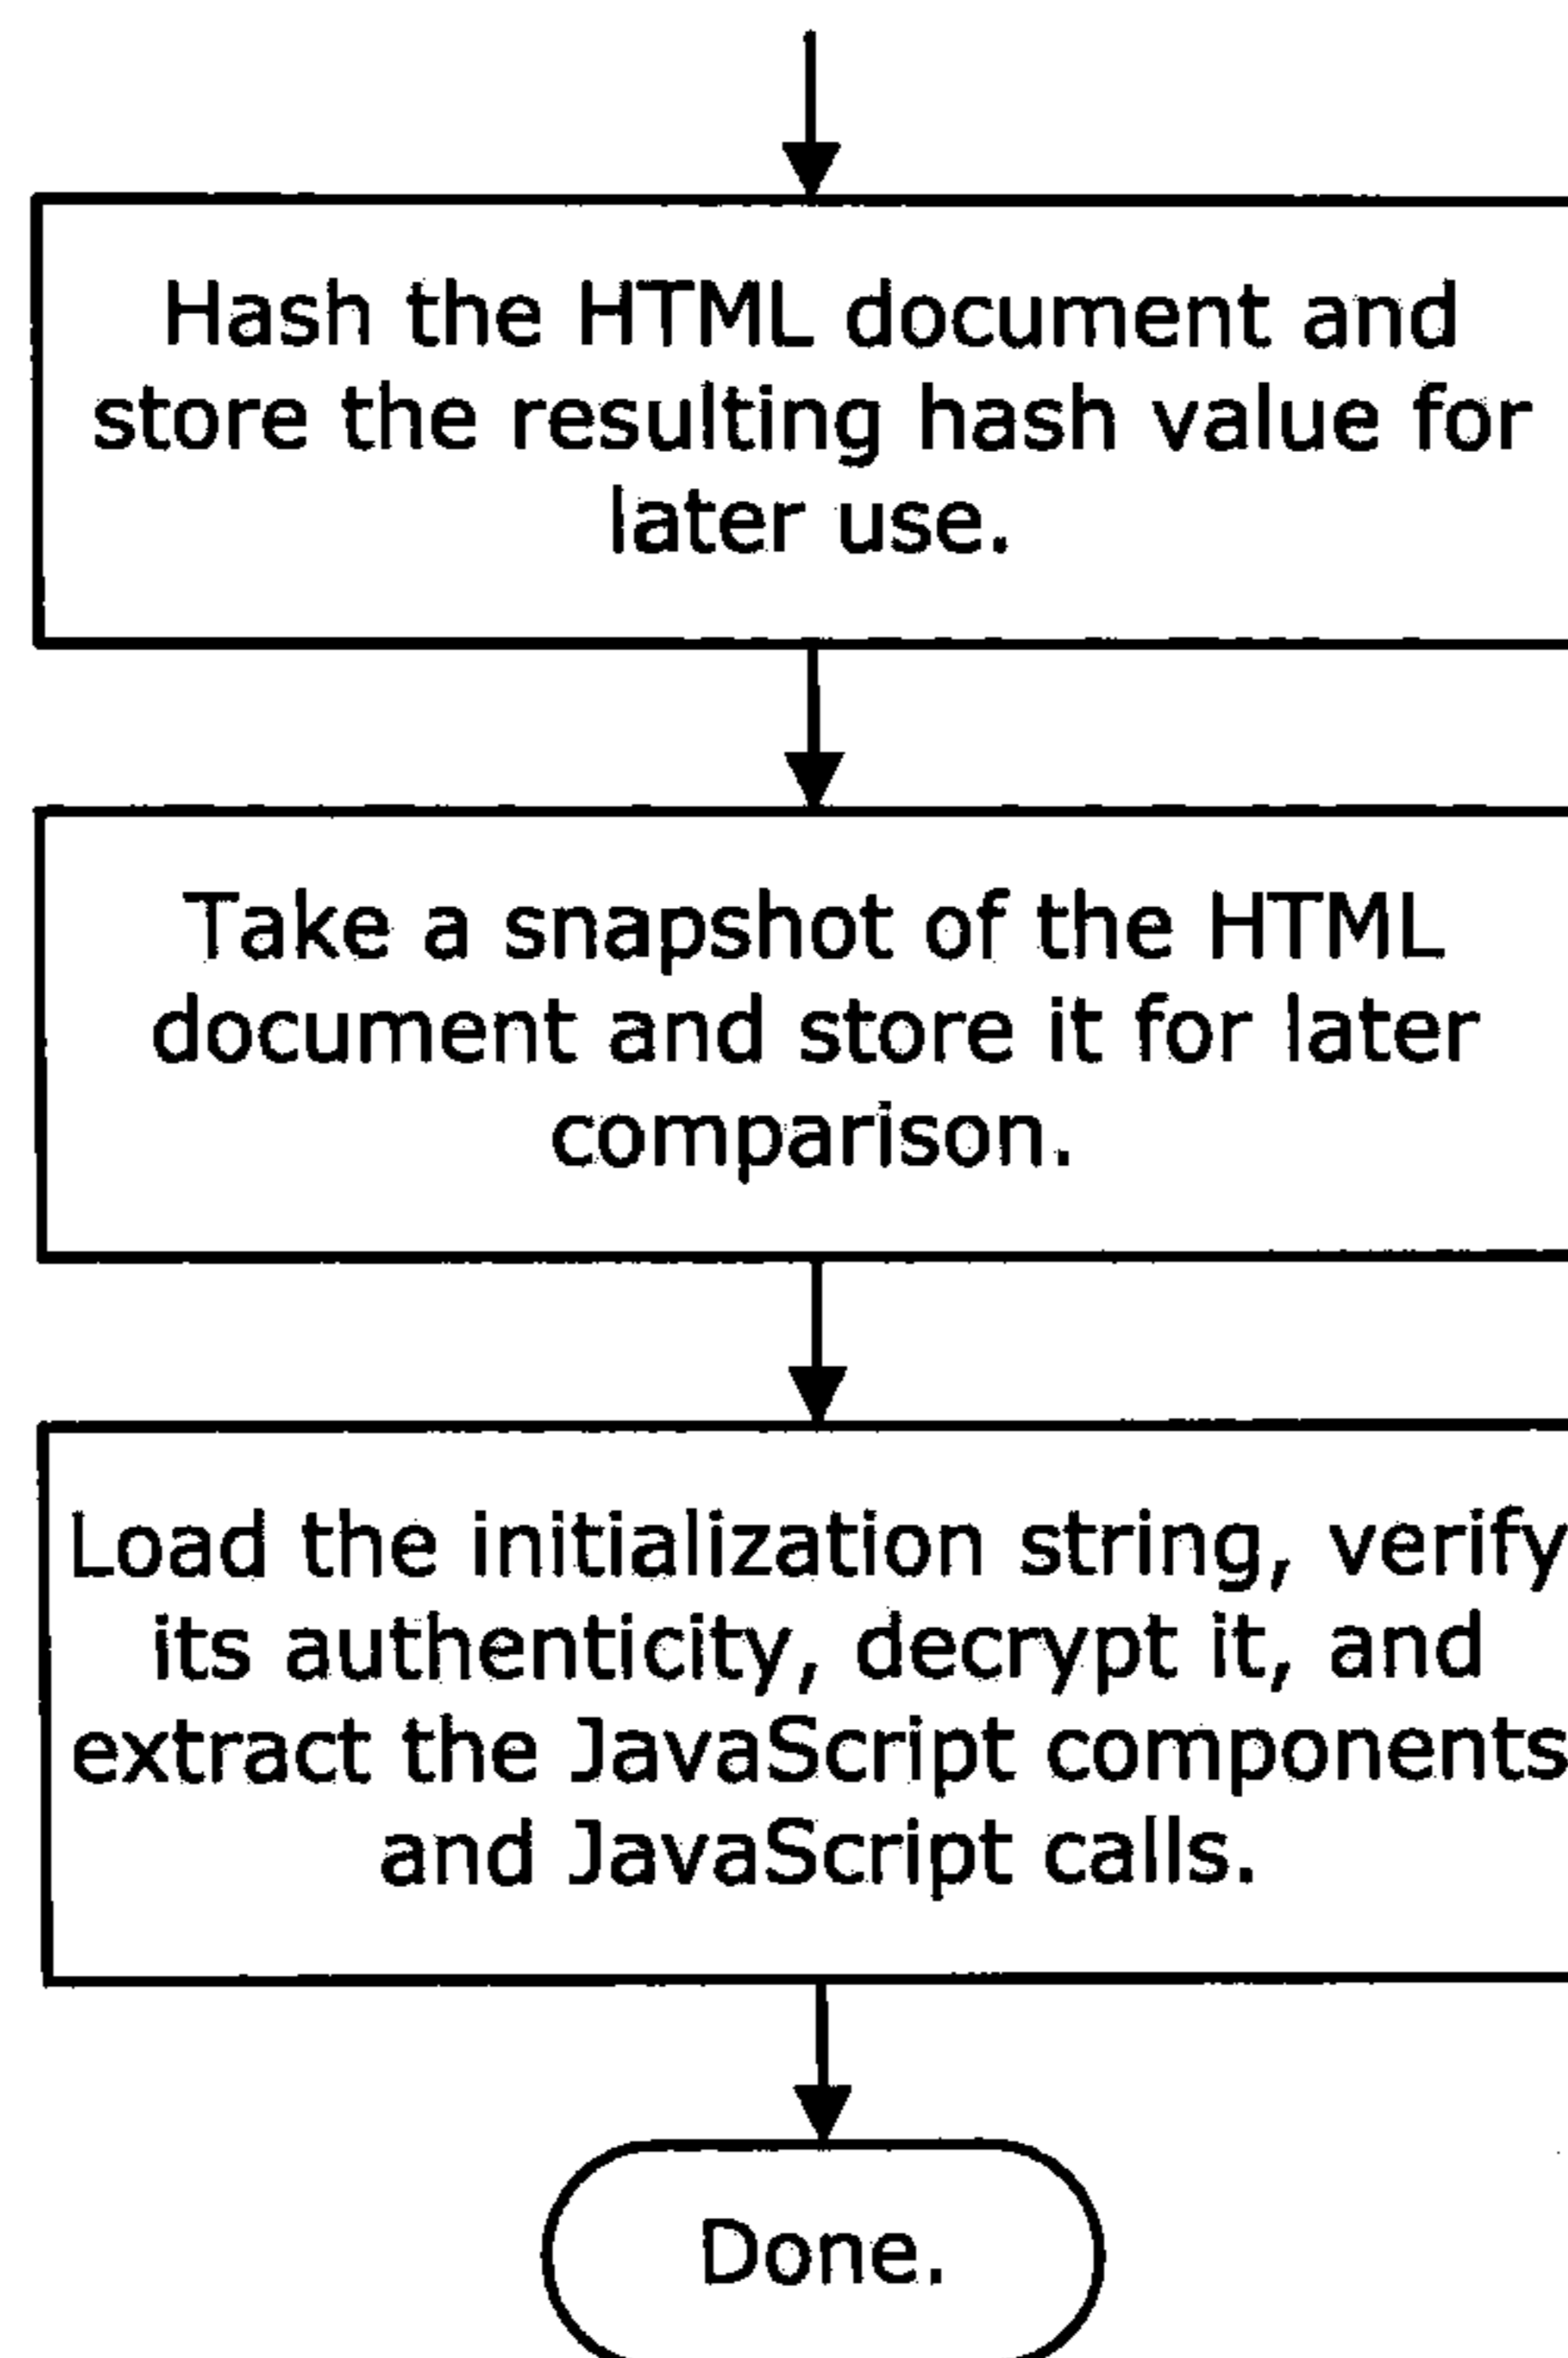 Hash the HTML document and
store the resulting hash value for
later use.
Take a snapshot of the HTML
document and store it for later
comparison.
Load the initialization string, verify
its authenticity, decrypt it, and
extract the JavaScript components
and JavaScript calls.
Done.